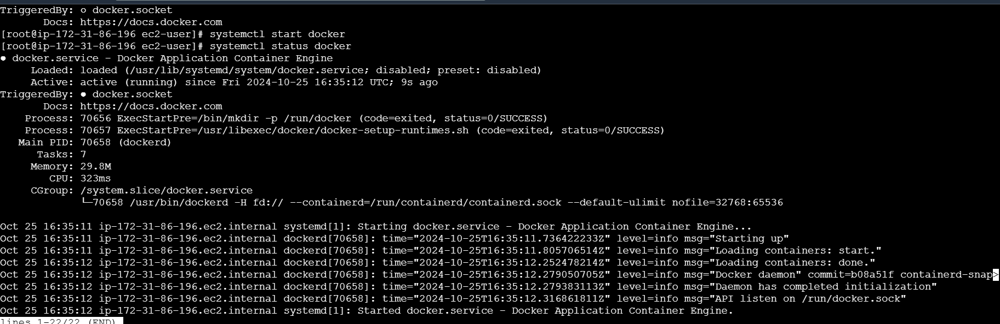 TriggeredBy: ○ docker.socket
Docs: https://docs.docker.com
[root@ip-172-31-86-196 ec2-user]# systemctl start docker
[root@ip-172-31-86-196 ec2-user]# systemctl status docker
● docker.service - Docker Application Container Engine
Loaded: loaded (/usr/lib/systemd/system/docker.service; disabled; preset: disabled)
Active: active (running) since Fri 2024-10-25 16:35:12 UTC; 9s ago
TriggeredBy: ● docker.socket
Docs: https://docs.docker.com
Process: 70656 ExecStartPre=/bin/mkdir -p /run/docker (code=exited, status=0/SUCCESS)
Process: 70657 ExecStartPre=/usr/libexec/docker/docker-setup-runtimes.sh (code=exited, status=0/SUCCESS)
Main PID: 70658 (dockerd)
Tasks: 7
Memory: 29.8M
CPU: 323ms
CGroup: /system.slice/docker.service
└─70658 /usr/bin/dockerd -H fd:// --containerd=/run/containerd/containerd.sock --default-ulimit nofile=32768:65536
Oct 25 16:35:11 ip-172-31-86-196.ec2.internal systemd[1]: Starting docker.service - Docker Application Container Engine...
Oct 25 16:35:11 ip-172-31-86-196.ec2.internal dockerd[70658]: time="2024-10-25T16:35:11.736422233Z" level=info msg="Starting up"
Oct 25 16:35:11 ip-172-31-86-196.ec2.internal dockerd[70658]: time="2024-10-25T16:35:11.805706514Z" level=info msg="Loading containers: start."
Oct 25 16:35:12 ip-172-31-86-196.ec2.internal dockerd[70658]: time="2024-10-25T16:35:12.252478214Z" level=info msg="Loading containers: done."
Oct 25 16:35:12 ip-172-31-86-196.ec2.internal dockerd[70658]: time="2024-10-25T16:35:12.279050705Z" level=info msg="Docker daemon" commit=b08a51f containerd-snap>
Oct 25 16:35:12 ip-172-31-86-196.ec2.internal dockerd[70658]: time="2024-10-25T16:35:12.279383113Z" level=info msg="Daemon has completed initialization"
Oct 25 16:35:12 ip-172-31-86-196.ec2.internal dockerd[70658]: time="2024-10-25T16:35:12.316861811Z" level=info msg="API listen on /run/docker.sock"
Oct 25 16:35:12 ip-172-31-86-196.ec2.internal systemd[1]: Started docker.service - Docker Application Container Engine.
lines 1-22/22 (END)